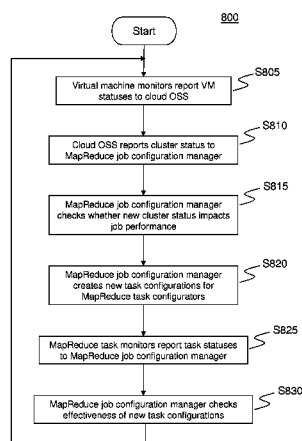 800
Start
S805
Virtual machine monitors report VM
statuses to cloud OSS
S810
Cloud OSS reports cluster status to
MapReduce job configuration manager
S815
MapReduce job configuration manager
checks whether new cluster status impacts
job performance
S820
MapReduce job configuration manager
creates new task configurations for
MapReduce task configurators
S825
MapReduce task monitors report task statuses
to MapReduce job configuration manager
S830
MapReduce job configuration manager checks
effectiveness of new task configurations